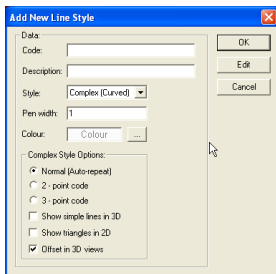 Add New Line Style
Data:
Code:
OK
Description:
Edit
Style: Complex (Curved)
Cancel
Pen width: 1
Colour: Colour ...
Complex Style Options:
Normal (Auto-repeat)
2 - point code
3 - point code
Show simple lines in 3D
Show triangles in 2D
Offset in 3D views